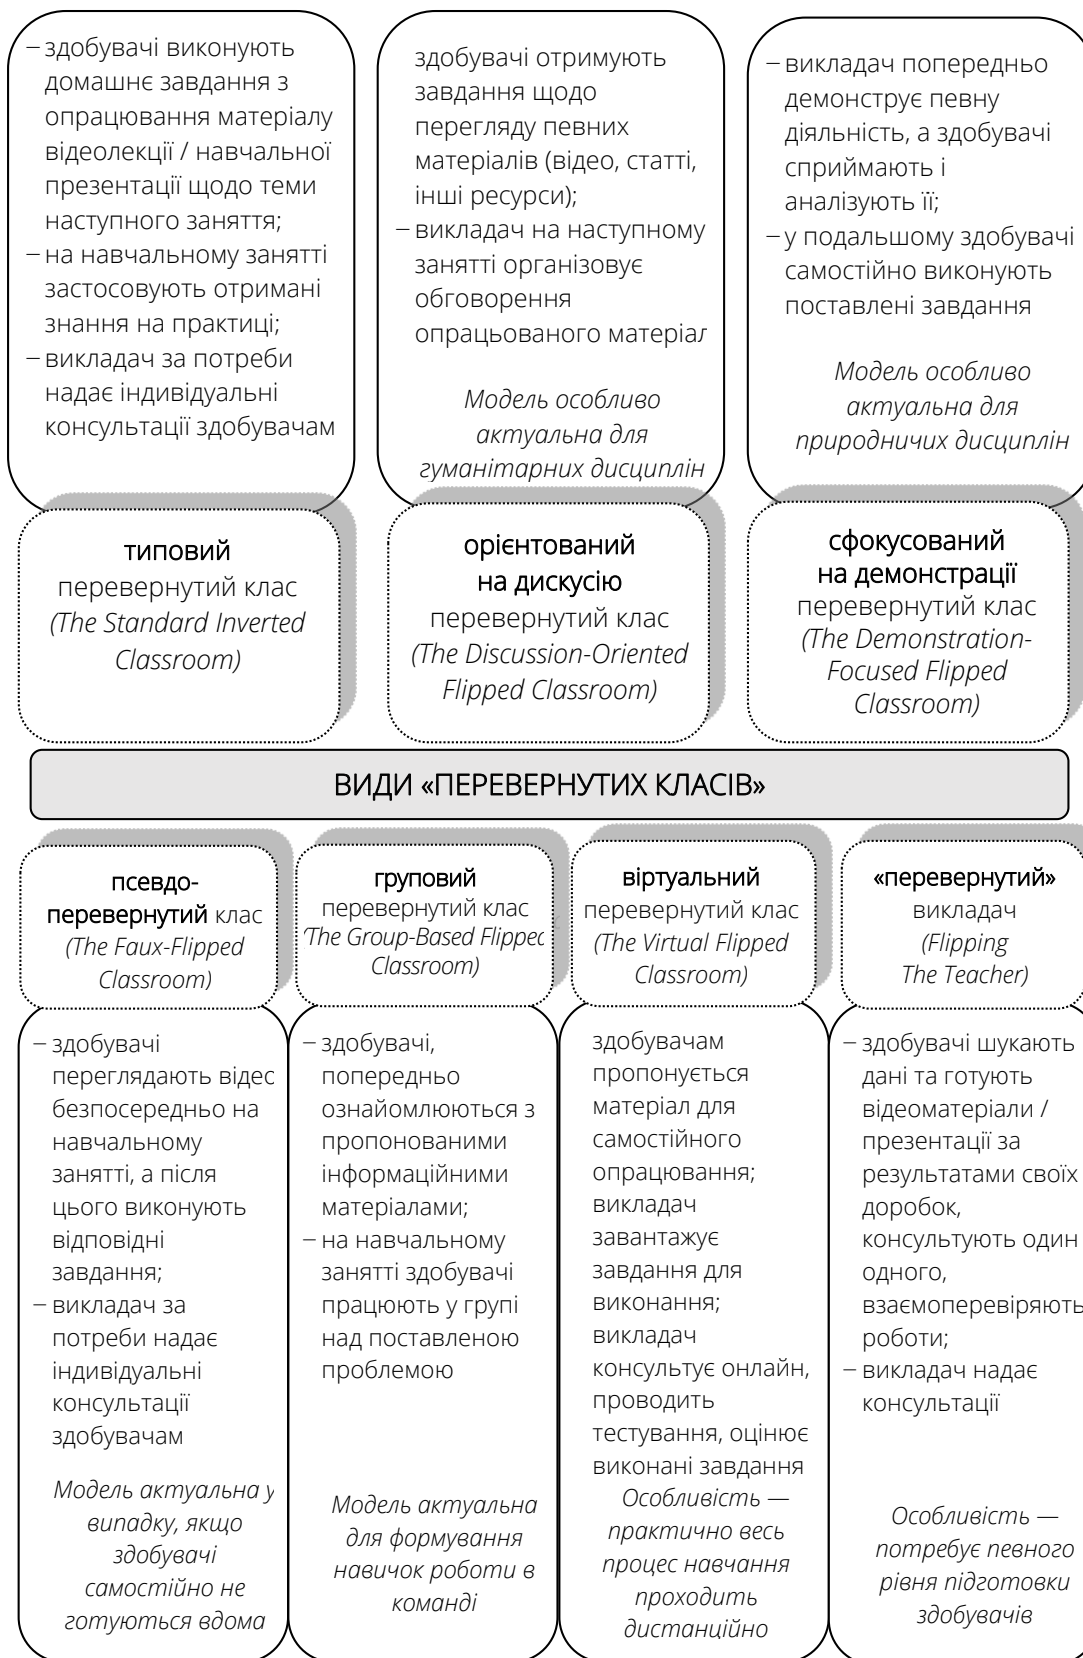 – здобувачі виконують
домашнє завдання з
опрацювання матеріалу
відеолекції / навчальної
презентації щодо теми
наступного заняття;
– на навчальному занятті
застосовують отримані
знання на практиці;
– викладач за потреби
надає індивідуальні
консультації здобувачам
здобувачі отримують
завдання щодо
перегляду певних
матеріалів (відео, статті,
інші ресурси);
– викладач на наступному
занятті організовує
обговорення
опрацьованого матеріал
Модель особливо
актуальна для
гуманітарних дисциплін
– викладач попередньо
демонструє певну
діяльність, а здобувачі
сприймають і
аналізують її;
– у подальшому здобувачі
самостійно виконують
поставлені завдання
Модель особливо
актуальна для
природничих дисциплін
типовий
перевернутий клас
(The Standard Inverted
Classroom)
орієнтований
на дискусію
перевернутий клас
(The Discussion-Oriented
Flipped Classroom)
сфокусований
на демонстрації
перевернутий клас
(The Demonstration-
Focused Flipped
Classroom)
ВИДИ «ПЕРЕВЕРНУТИХ КЛАСІВ»
псевдо-
перевернутий клас
(The Faux-Flipped
Classroom)
груповий
перевернутий клас
(The Group-Based Flipped
Classroom)
віртуальний
перевернутий клас
(The Virtual Flipped
Classroom)
«перевернутий»
викладач
(Flipping
The Teacher)
– здобувачі
переглядають відео
безпосередньо на
навчальному
занятті, а після
цього виконують
відповідні
завдання;
– викладач за
потреби надає
індивідуальні
консультації
здобувачам
Модель актуальна у
випадку, якщо
здобувачі
самостійно не
готуються вдома
– здобувачі,
попередньо
ознайомлюються з
пропонованими
інформаційними
матеріалами;
– на навчальному
занятті здобувачі
працюють у групі
над поставленою
проблемою
Модель актуальна
для формування
навичок роботи в
команді
здобувачам
пропонується
матеріал для
самостійного
опрацювання;
викладач
завантажує
завдання для
виконання;
викладач
консультує онлайн,
проводить
тестування, оцінює
виконані завдання
Особливість —
практично весь
процес навчання
проходить
дистанційно
– здобувачі шукають
дані та готують
відеоматеріали /
презентації за
результатами своїх
доробок,
консультують один
одного,
взаємоперевіряють
роботи;
– викладач надає
консультації
Особливість —
потребує певного
рівня підготовки
здобувачів